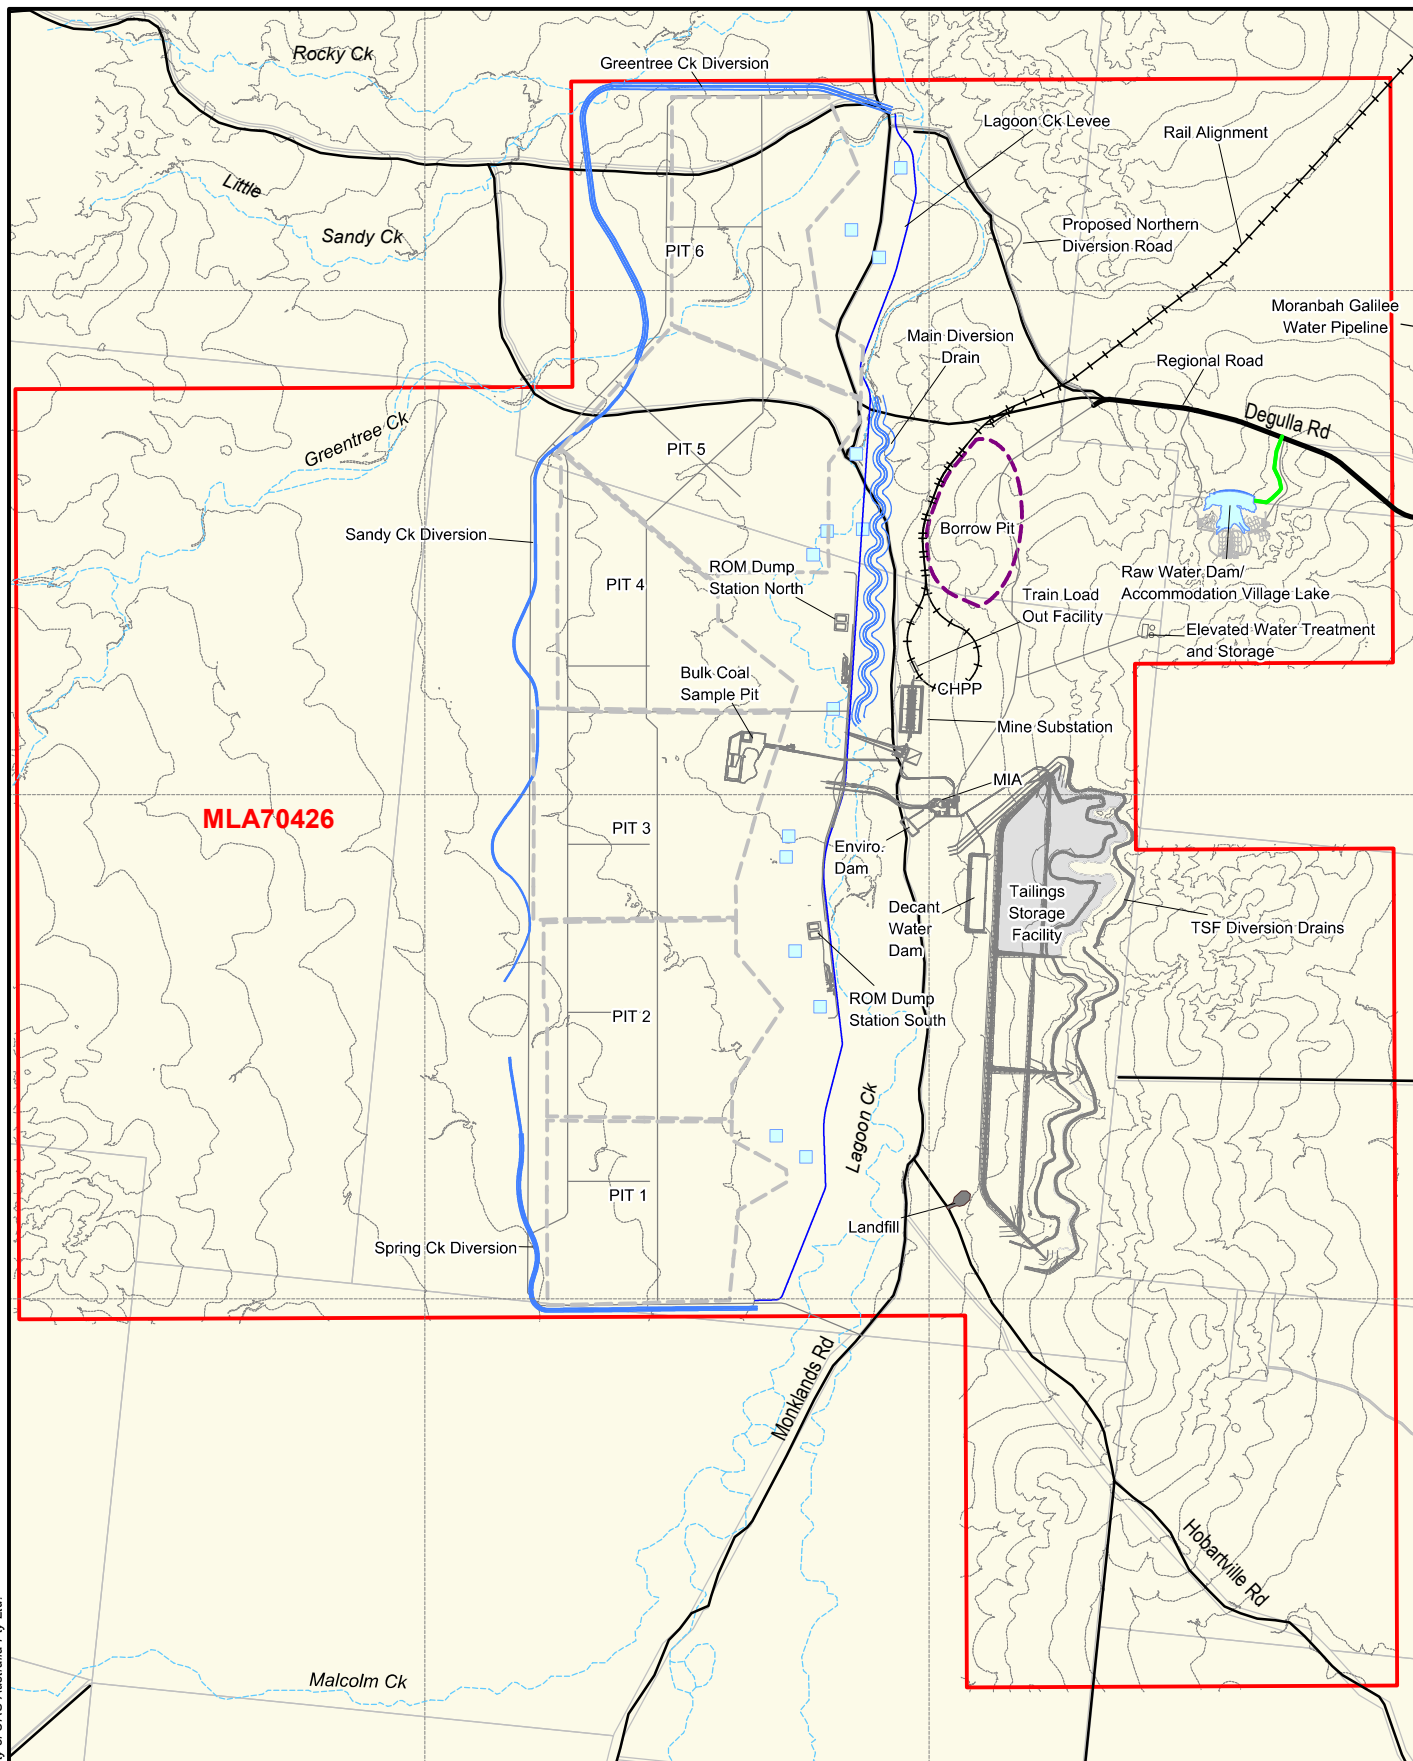 Rocky Ck
Greentree Ck Diversion
Lagoon Ck Levee
Rail Alignment
Little
Sandy Ck
Proposed Northern
Diversion Road
PIT 6
Moranbah Galilee
Water Pipeline
Main Diversion
Drain
Regional Road
Degulla Rd
Greentree Ck
PIT 5
Sandy Ck Diversion
Borrow Pit
ROM Dump
Station North
PIT 4
Raw Water Dam/
Accommodation Village Lake
Train Load
Out Facility
Elevated Water Treatment
and Storage
Bulk Coal
Sample Pit
CHPP
Mine Substation
MIA
MLA70426
PIT 3
Enviro.
Dam
Tailings
Storage
Facility
Decant
Water
Dam
TSF Diversion Drains
ROM Dump
Station South
PIT 2
Lagoon Ck
PIT 1
Landfill
Spring Ck Diversion
Monklands Rd
Hobartville Rd
Malcolm Ck